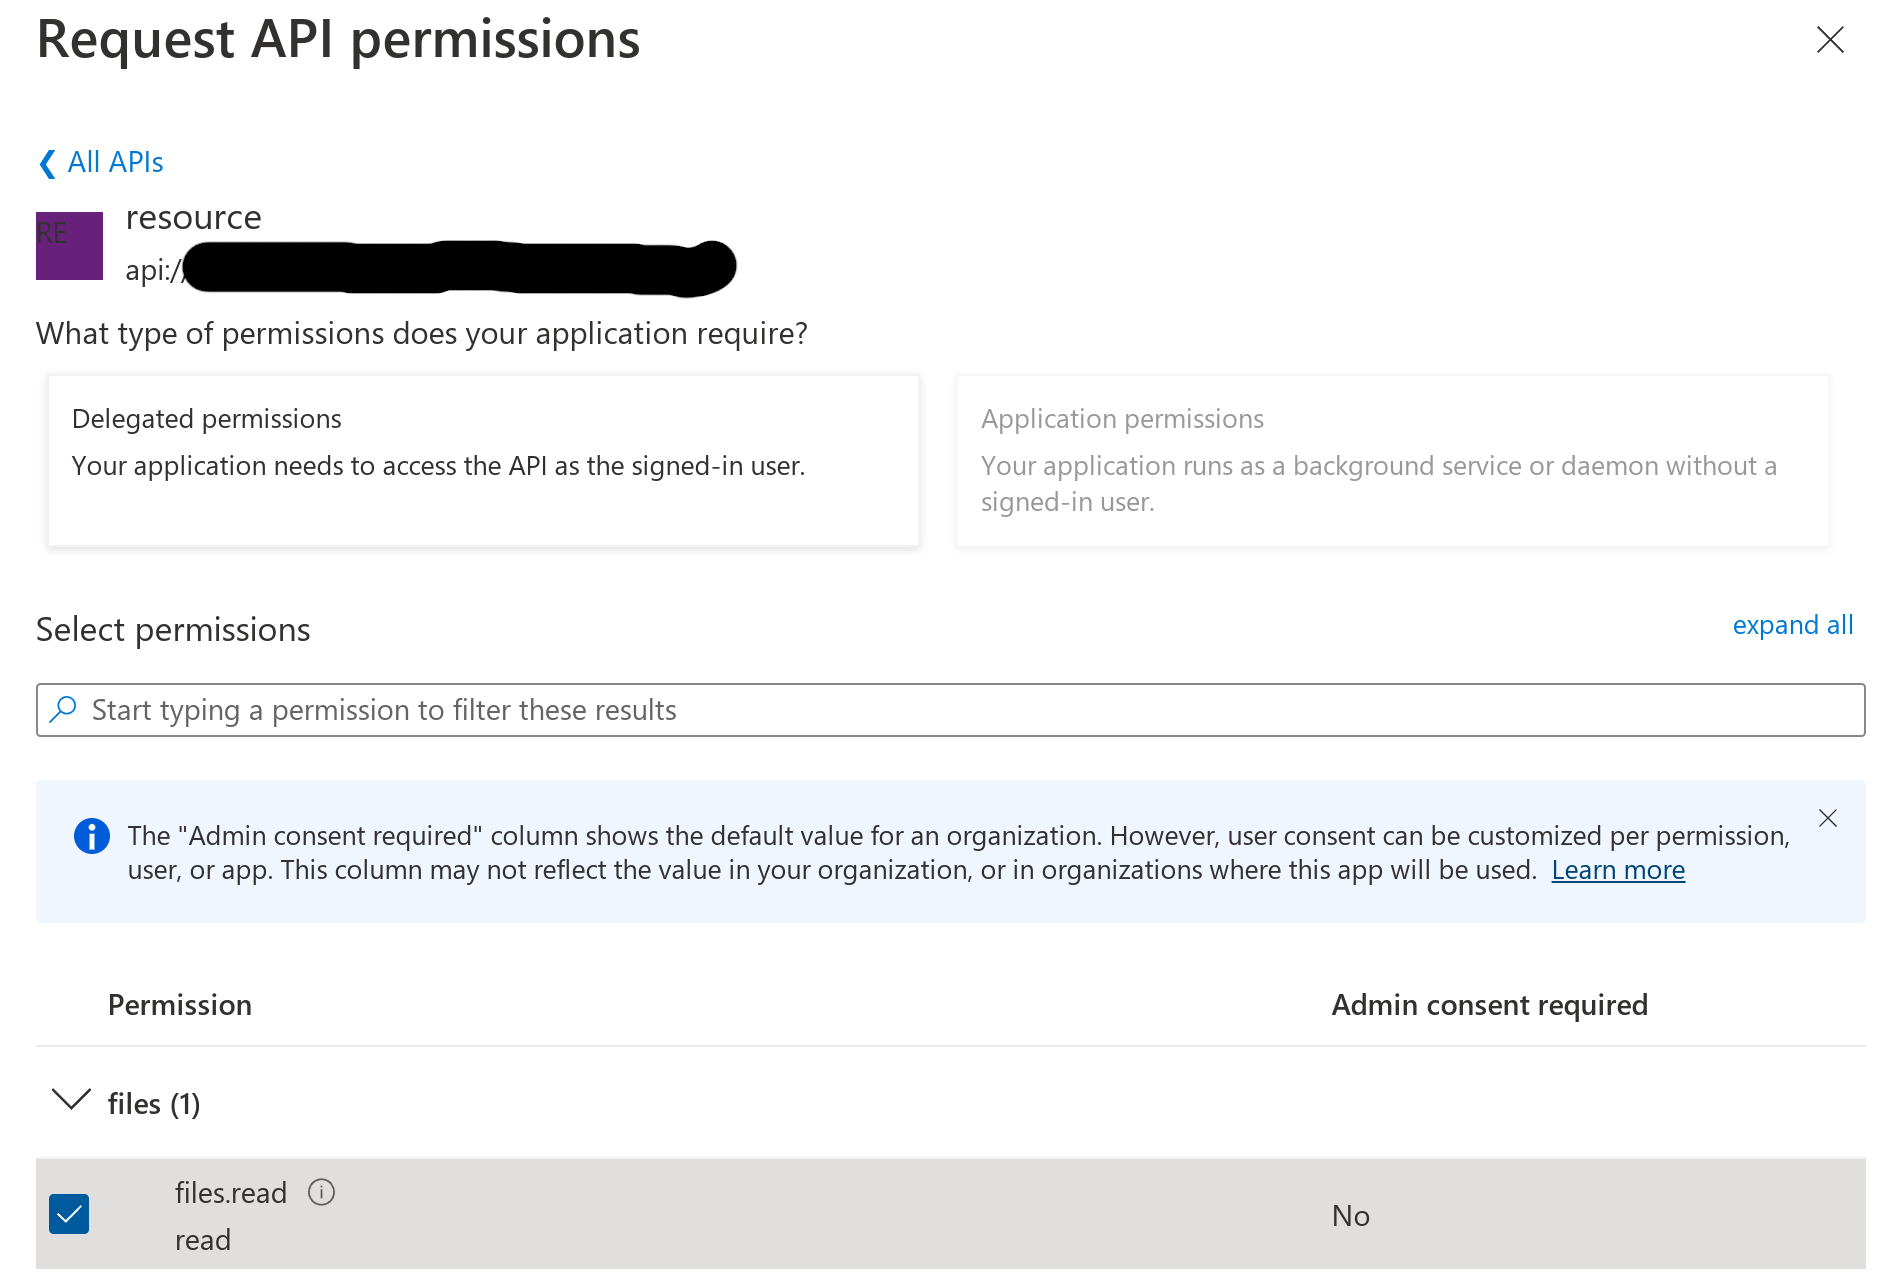 Request API permissions
All APIs
RE
resource
api://
What type of permissions does your application require?
Delegated permissions
Your application needs to access the API as the signed-in user.
Application permissions
Your application runs as a background service or daemon without a
signed-in user.
Select permissions
expand all
Start typing a permission to filter these results
The "Admin consent required" column shows the default value for an organization. However, user consent can be customized per permission,
user, or app. This column may not reflect the value in your organization, or in organizations where this app will be used. Learn more
Permission
Admin consent required
files (1)
files.read
read
No